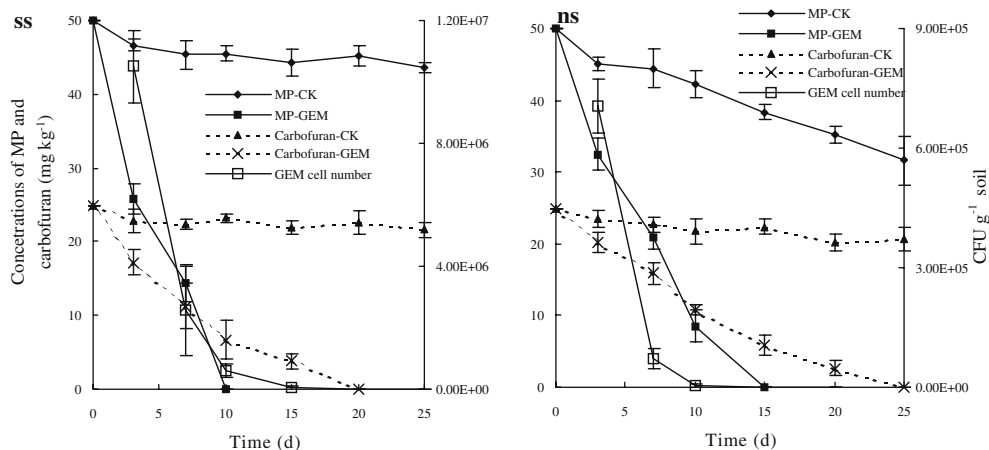 ss
Concetrations of MP and
carbofuran (mg kg-1)
50
40
30
20
10
0
1.20E+07
8.00E+06
4.00E+06
0.00E+00
MP-CK
MP-GEM
Carbofuran-CK
Carbofuran-GEM
GEM cell number
0 5 10 15 20 25
Time (d)
ns
50
40
30
20
10
0
9.00E+05
6.00E+05
3.00E+05
0.00E+00
CFU g-1 soil
MP-CK
MP-GEM
Carbofuran-CK
Carbofuran-GEM
GEM cell number
0 5 10 15 20 25
Time (d)